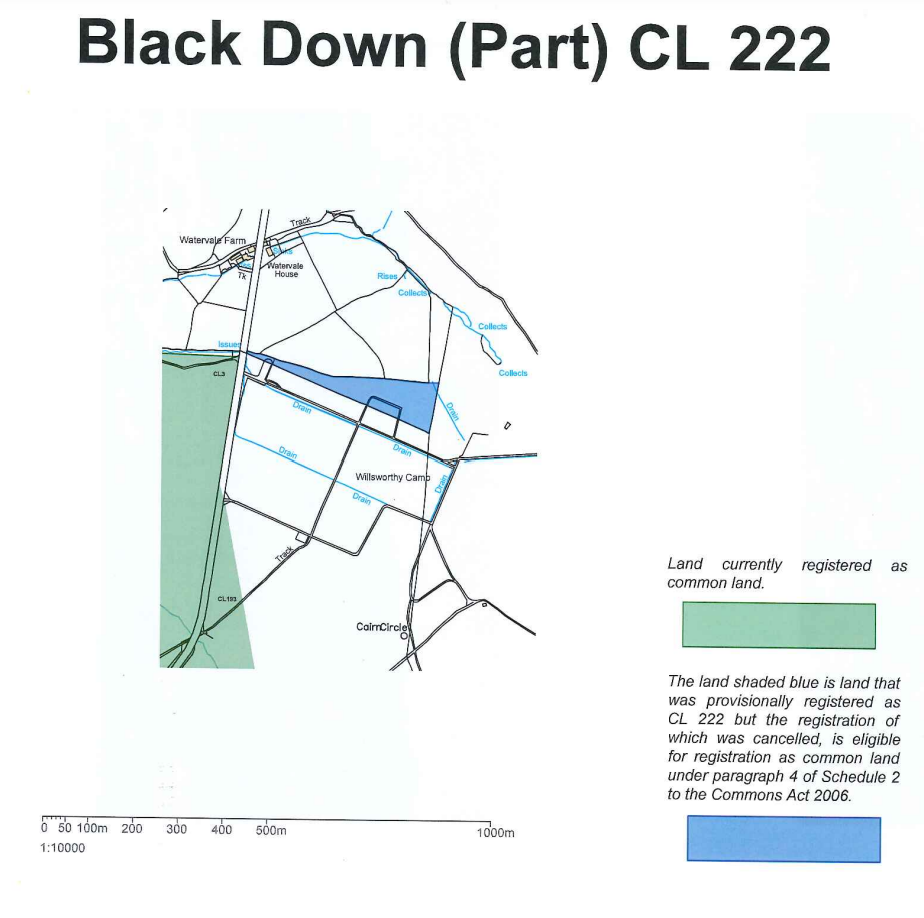 Black Down (Part) CL 222
Track
Watervale Farm
Tk
Watervale
House
Rises
Collects
Collects
Issues
Collects
CL3
Drain
Drain
Drain
Drain
Willsworthy Camp
Drain
Drain
Track
CL193
CairnCircle
Land currently registered as
common land.
The land shaded blue is land that
was provisionally registered as
CL 222 but the registration of
which was cancelled, is eligible
for registration as common land
under paragraph 4 of Schedule 2
to the Commons Act 2006.
0 50 100m 200 300 400 500m 1000m
1:10000